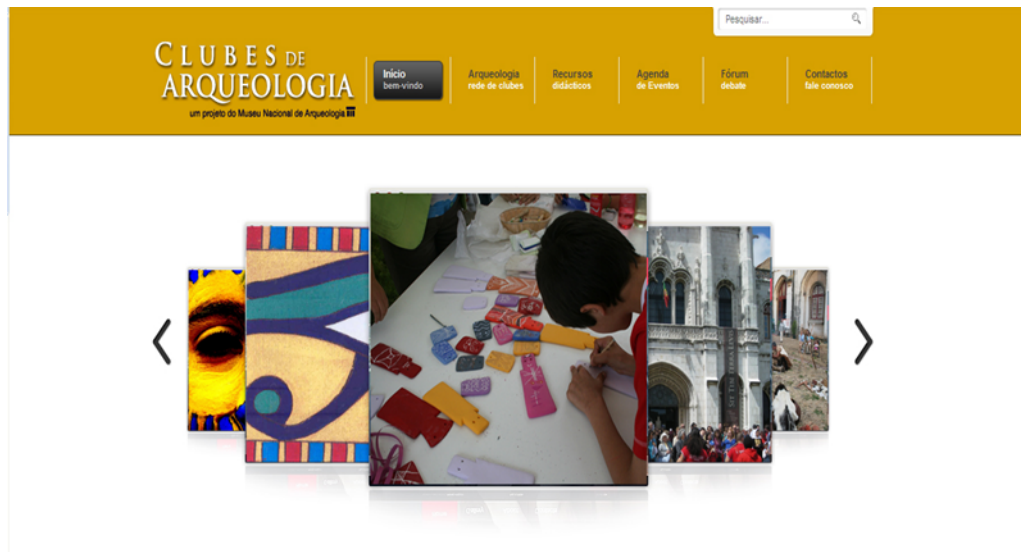 Pesquisar...
CLUBES DE
ARQUEOLOGIA
um projeto do Museu Nacional de Arqueologia
Inicio
bem-vindo
Arqueologia
rede de clubes
Recursos
didácticos
Agenda
de Eventos
Fórum
debate
Contactos
fale conosco